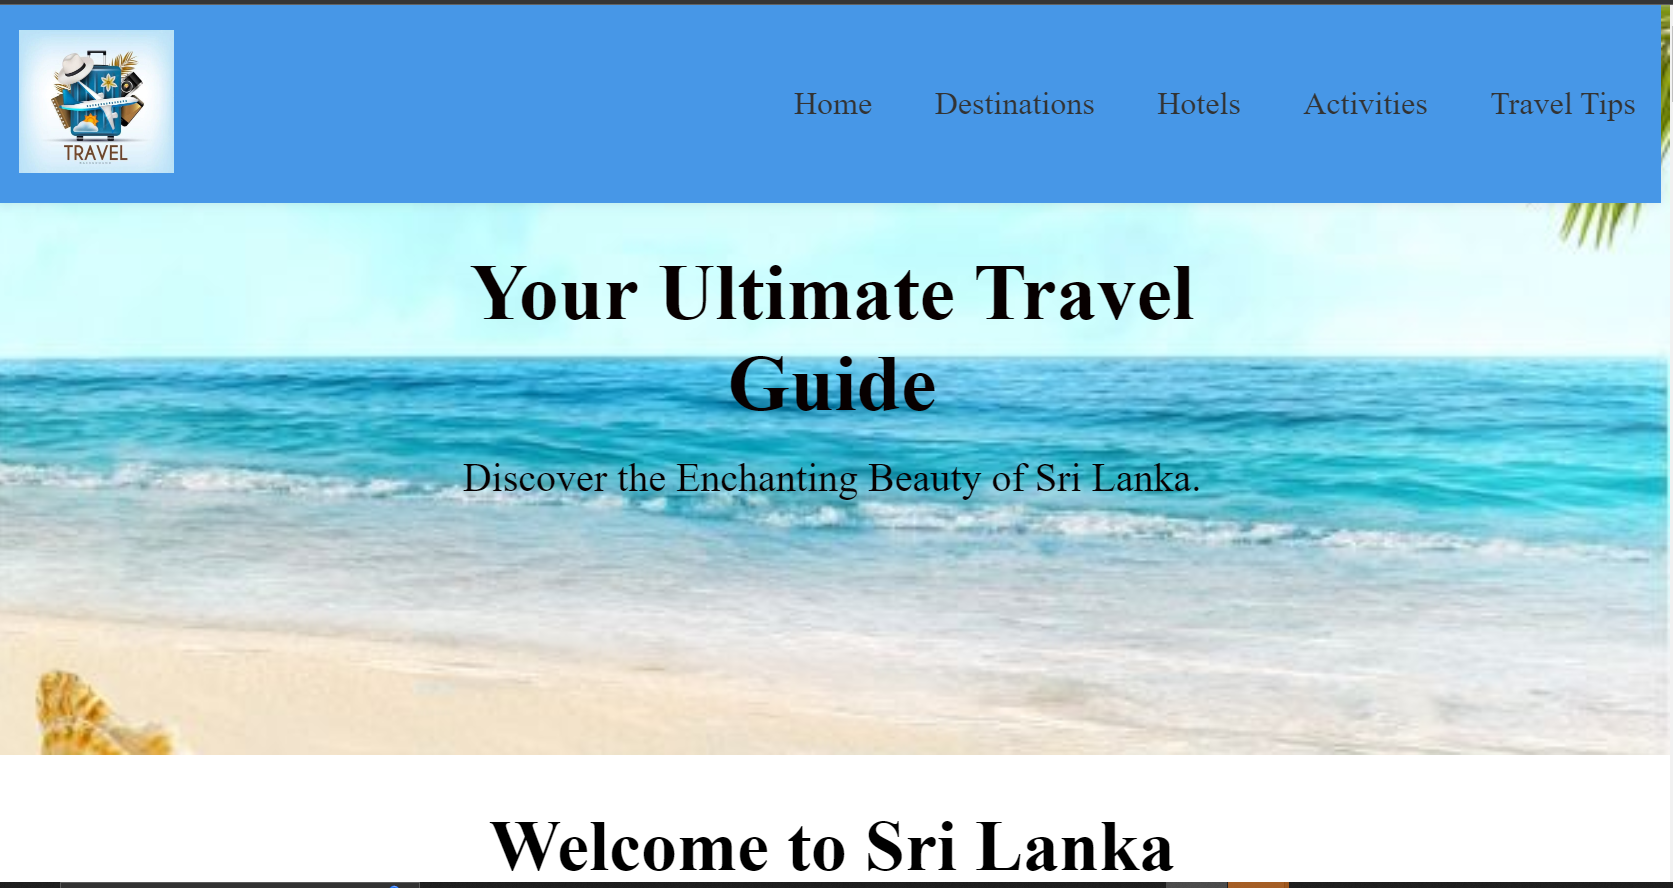 TRAVEL
Home Destinations Hotels Activities Travel Tips
Your Ultimate Travel
Guide
Discover the Enchanting Beauty of Sri Lanka.
Welcome to Sri Lanka